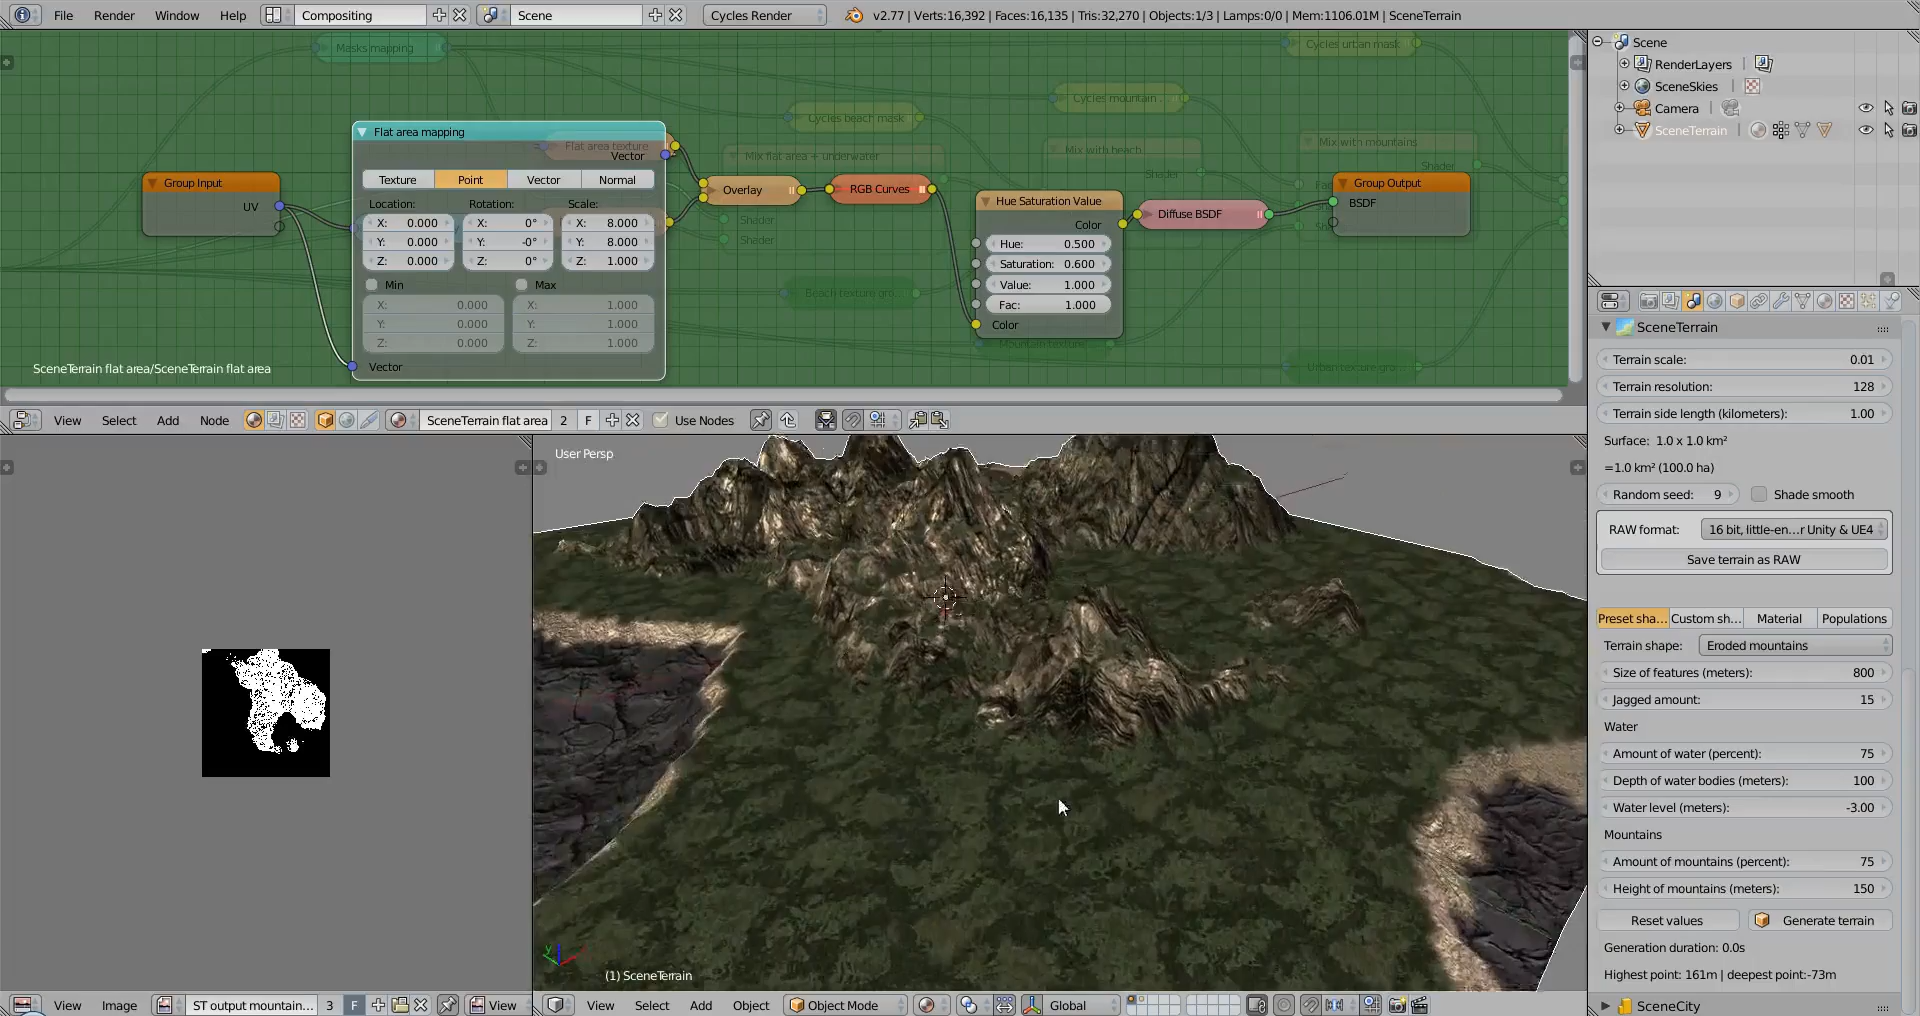 File Render Window Help Compositing Scene Cycles Render v2.77 | Verts:16,392 | Faces:16,135 | Tris:32,270 | Objects:1/3 | Lamps:0/0 | Mem:1106.01M | SceneTerrain
Masks mapping
Cycles urban mask
Cycles mountain ...
Cycles beach mask
Flat area mapping
Flat area texture
Vector
Mix flat area + underwater
Mix with beach
Mix with mountains
Shader
Shader
Texture Point Vector Normal
Group Input
UV
Location: Rotation: Scale:
X: 0.000 X: 0° X: 8.000
Y: 0.000 Y: -0° Y: 8.000
Z: 0.000 Z: 0° Z: 1.000
Min Max
X: 0.000 X: 1.000
Y: 0.000 Y: 1.000
Z: 0.000 Z: 1.000
Vector
Overlay
Shader
Shader
RGB Curves
Beach texture gro...
Hue Saturation Value
Color
Hue: 0.500
Saturation: 0.600
Value: 1.000
Fac: 1.000
Color
Mountain texture
Diffuse BSDF
Group Output
BSDF
Urban texture gro...
SceneTerrain flat area/SceneTerrain flat area
View Select Add Node SceneTerrain flat area 2 F Use Nodes
User Persp
(1) SceneTerrain
View Image ST output mountain... 3 F View
View Select Add Object Object Mode Global
Scene
RenderLayers
SceneSkies
Camera
SceneTerrain
SceneTerrain
Terrain scale: 0.01
Terrain resolution: 128
Terrain side length (kilometers): 1.00
Surface: 1.0 x 1.0 km²
=1.0 km² (100.0 ha)
Random seed: 9 Shade smooth
RAW format: 16 bit, little-en...r Unity & UE4
Save terrain as RAW
Preset sha... Custom sh... Material Populations
Terrain shape: Eroded mountains
Size of features (meters): 800
Jagged amount: 15
Water
Amount of water (percent): 75
Depth of water bodies (meters): 100
Water level (meters): -3.00
Mountains
Amount of mountains (percent): 75
Height of mountains (meters): 150
Reset values Generate terrain
Generation duration: 0.0s
Highest point: 161m | deepest point:-73m
SceneCity